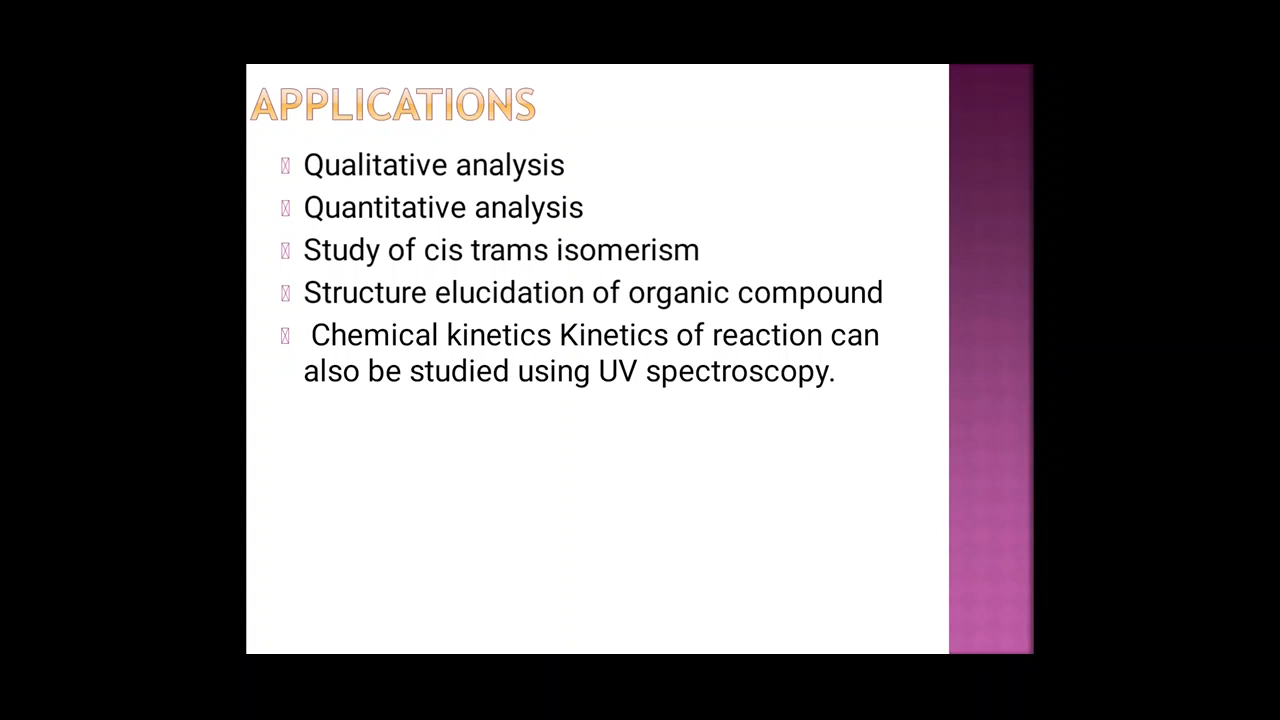 APPLICATIONS
Qualitative analysis
Quantitative analysis
Study of cis trams isomerism
Structure elucidation of organic compound
Chemical kinetics Kinetics of reaction can
also be studied using UV spectroscopy.